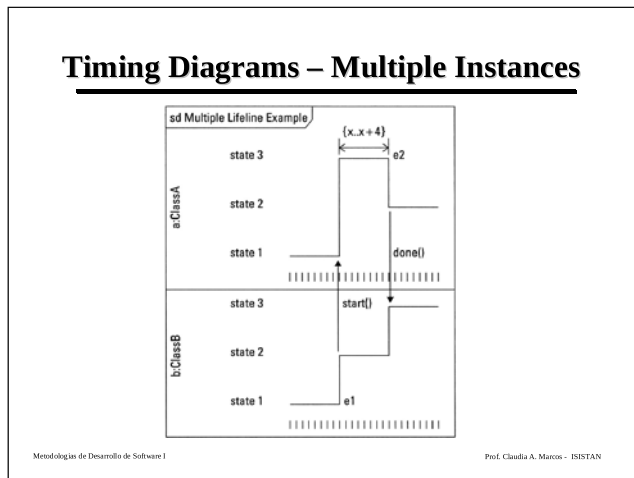 Timing Diagrams – Multiple Instances
sd Multiple Lifeline Example
{x..x+4}
state 3
e2
a:ClassA
state 2
state 1
done()
state 3
start()
b:ClassB
state 2
state 1
e1
Metodologias de Desarrollo de Software I
Prof. Claudia A. Marcos - ISISTAN